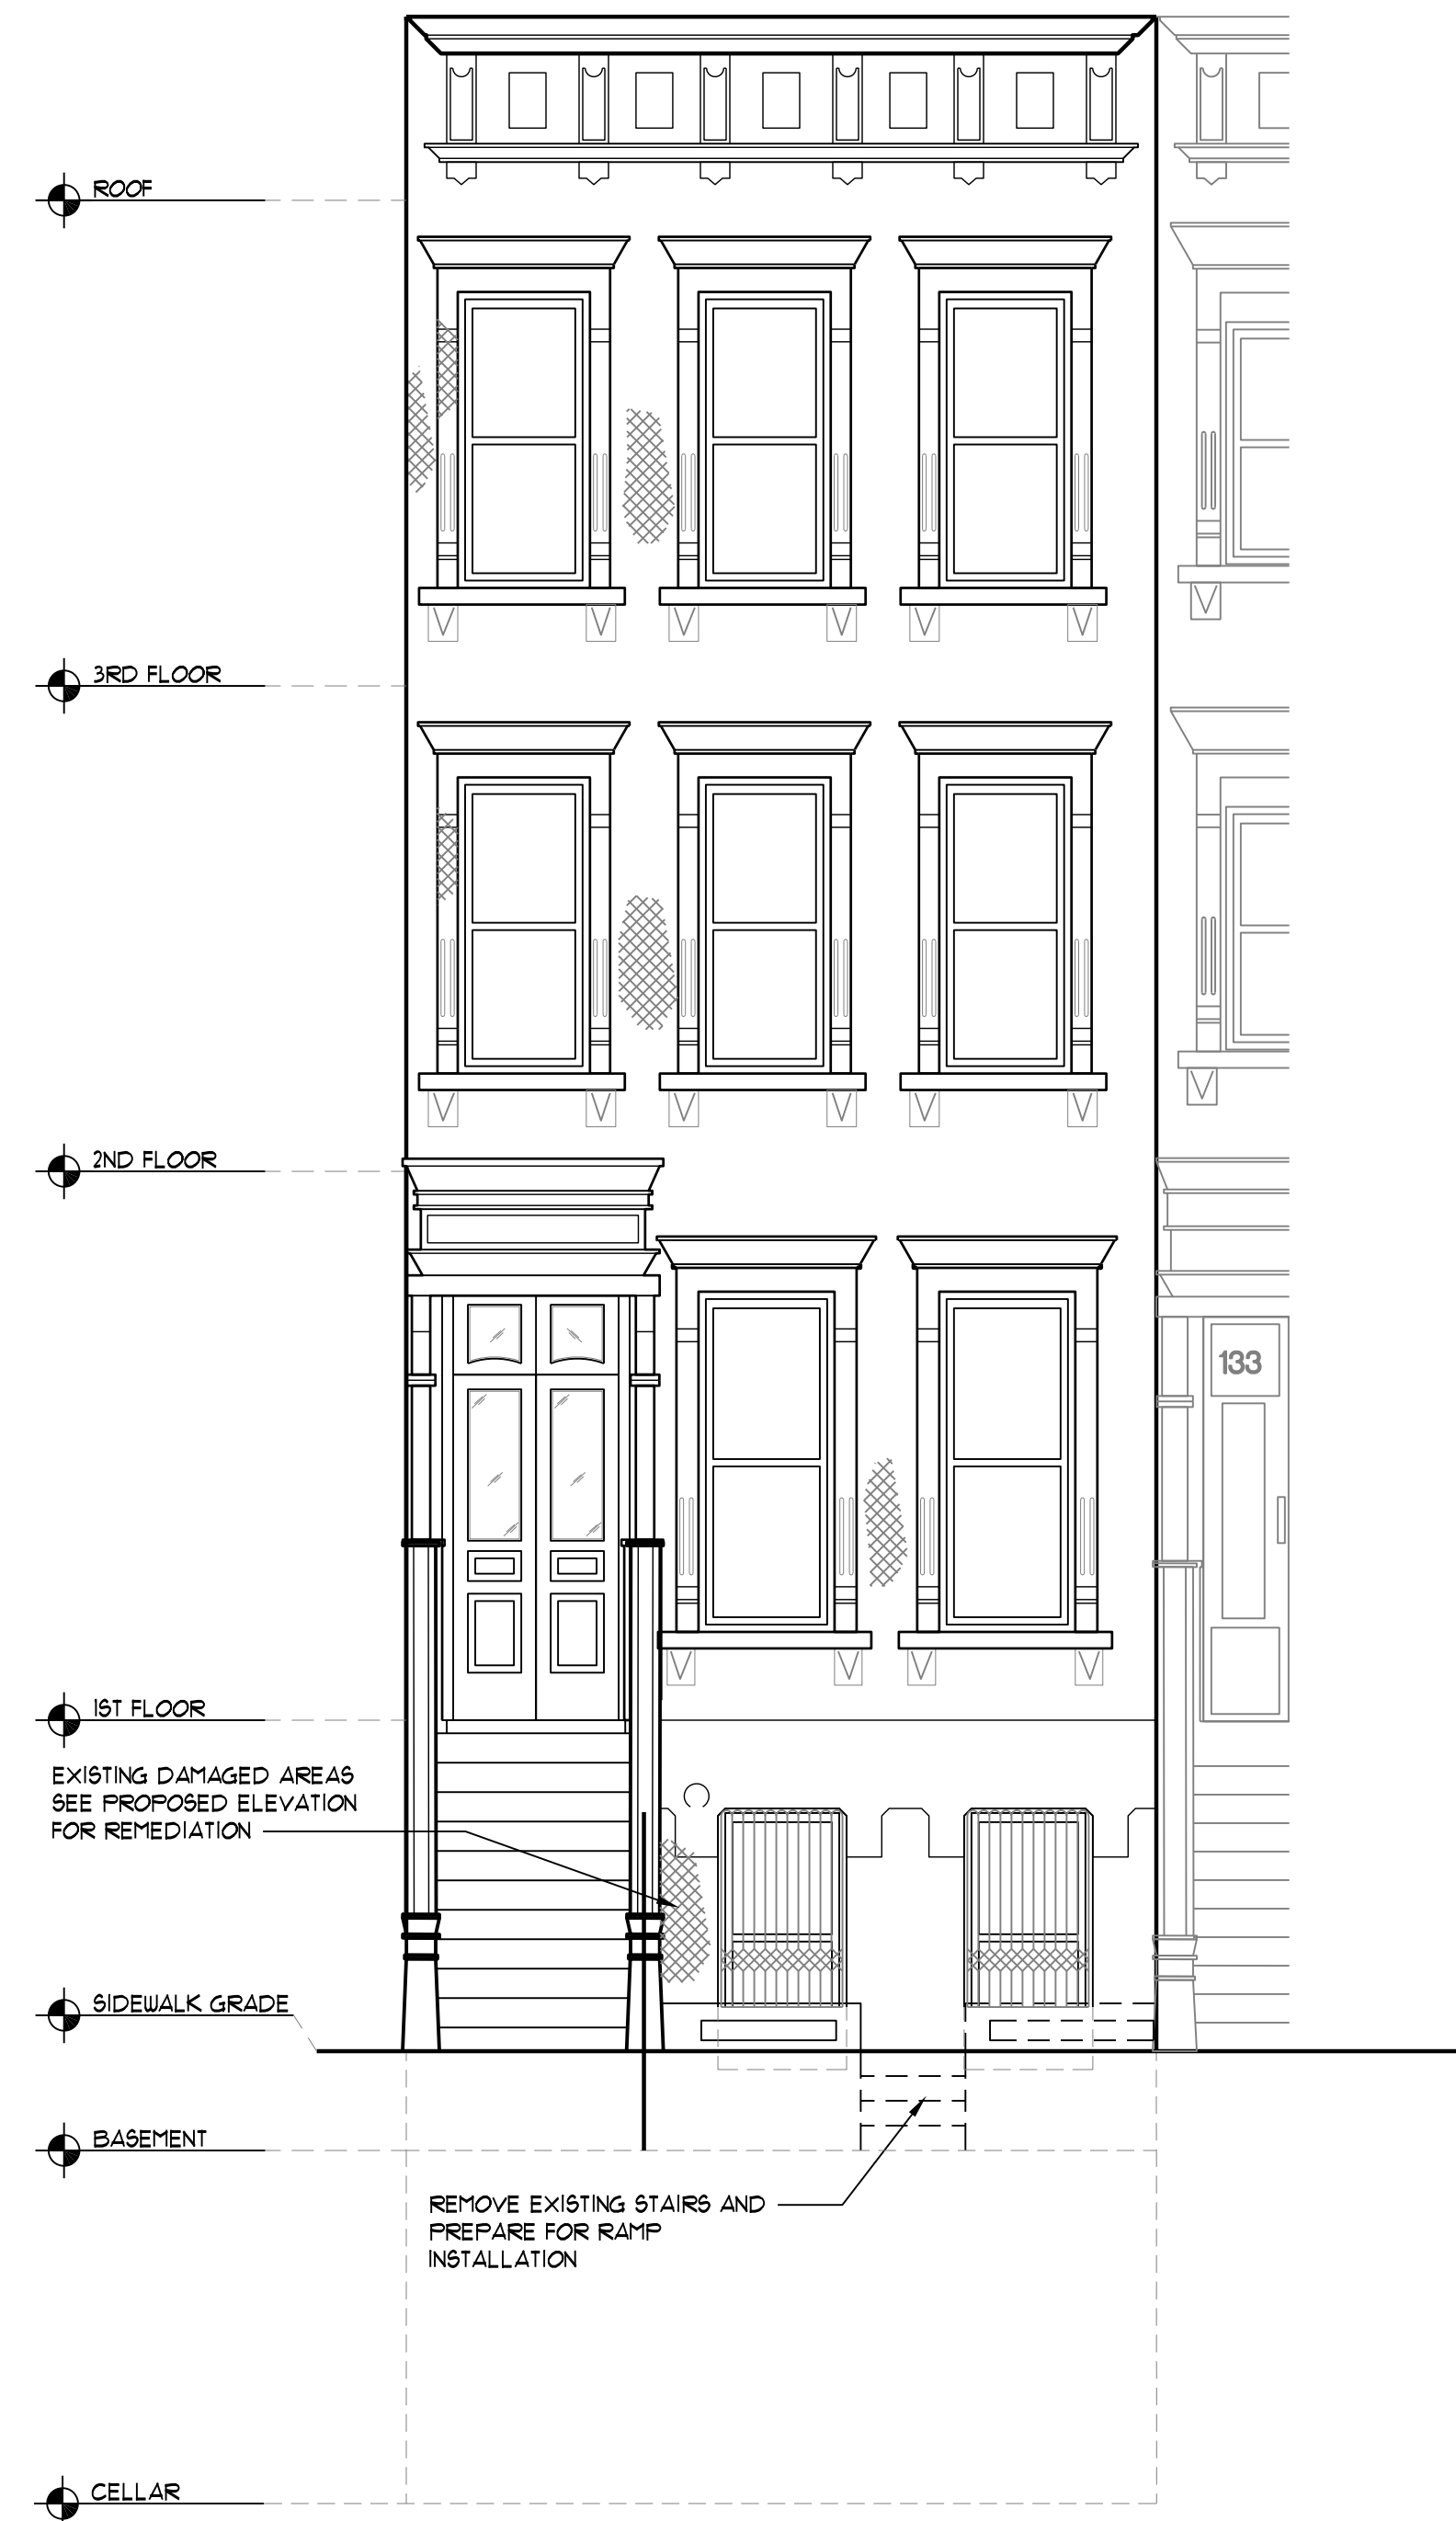 ROOF
3RD FLOOR
2ND FLOOR
133
1ST FLOOR
EXISTING DAMAGED AREAS
SEE PROPOSED ELEVATION
FOR REMEDIATION
SIDEWALK GRADE
BASEMENT
REMOVE EXISTING STAIRS AND
PREPARE FOR RAMP
INSTALLATION
CELLAR